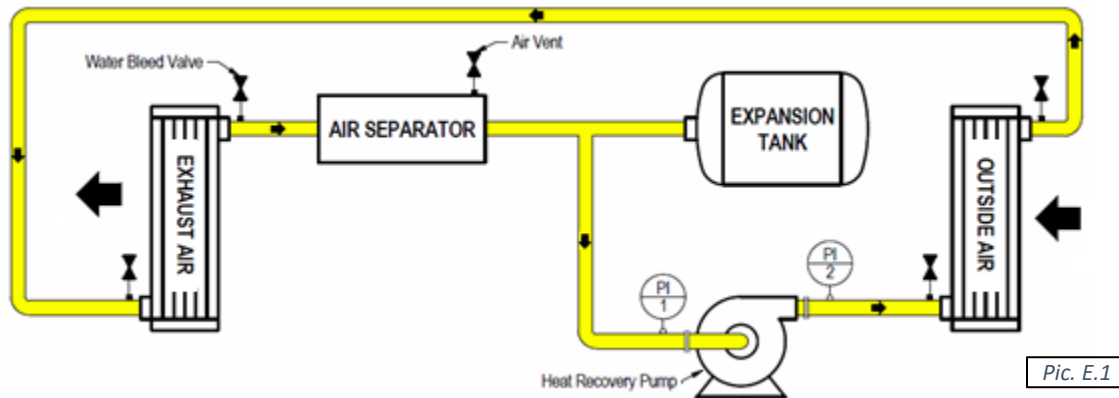 Water Bleed Valve
Air Vent
AIR SEPARATOR
EXPANSION
TANK
EXHAUST AIR
OUTSIDE AIR
PI
1
PI
2
Heat Recovery Pump
Pic. E.1